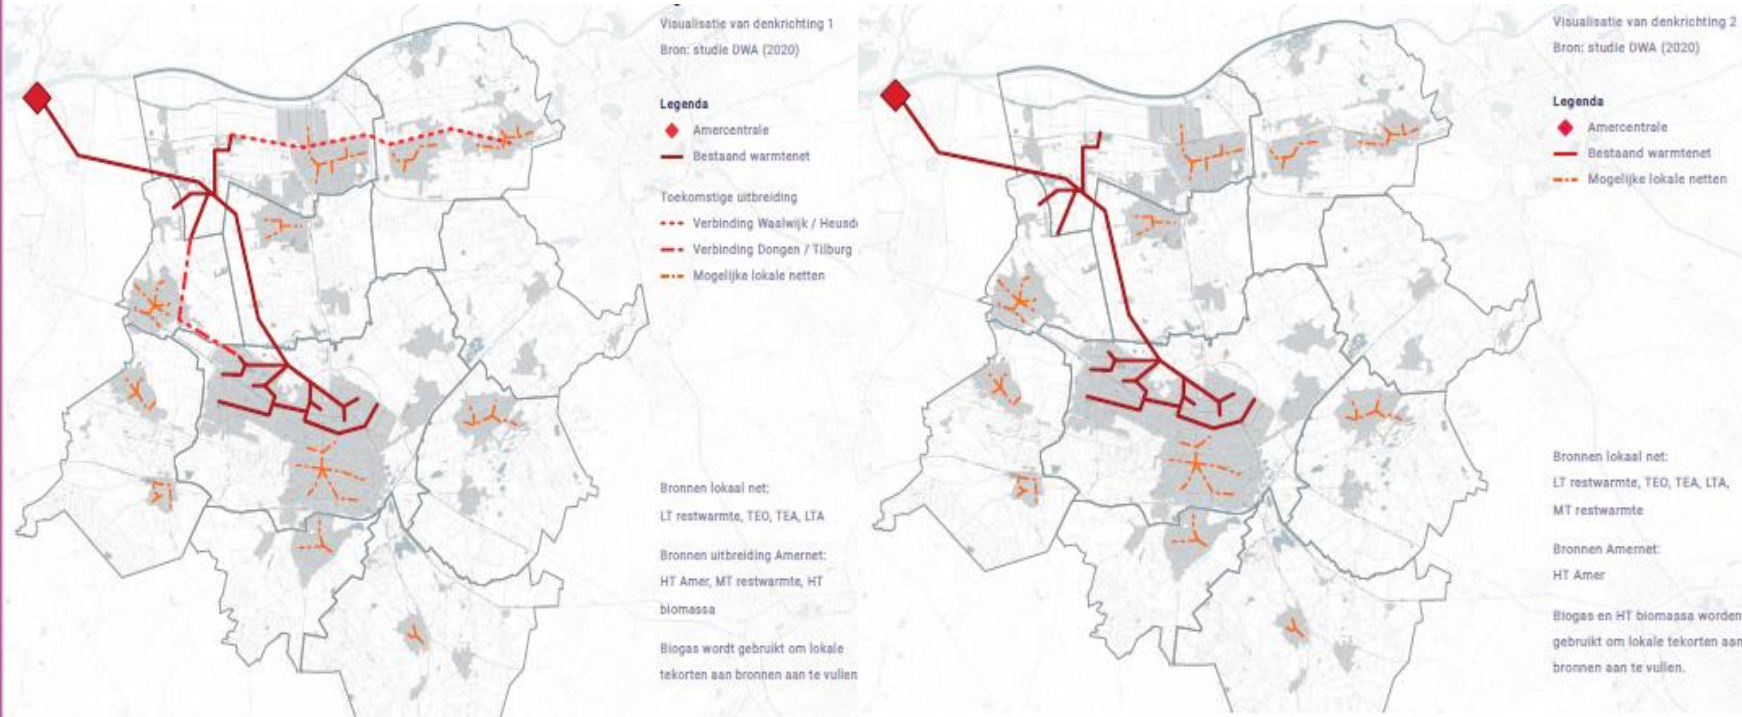 Visualisatie van denkrichting 1
Bron: studie DWA (2020)
Legenda
Amercentrale
Bestaand warmtenet
Toekomstige uitbreiding
Verbinding Waalwijk / Heusd
Verbinding Dongen / Tilburg
Mogelijke lokale netten
Bronnen lokaal net:
LT restwarmte, TEO, TEA, LTA
Bronnen uitbreiding Amernet:
HT Amer, MT restwarmte, HT
biomassa
Biogas wordt gebruikt om lokale
tekorten aan bronnen aan te vullen
Visualisatie van denkrichting 2
Bron: studie DWA (2020)
Legenda
Amercentrale
Bestaand warmtenet
Mogelijke lokale netten
Bronnen lokaal net:
LT restwarmte, TEO, TEA, LTA,
MT restwarmte
Bronnen Amernet:
HT Amer
Biogas en HT biomassa worden
gebruikt om lokale tekorten aan
bronnen aan te vullen.